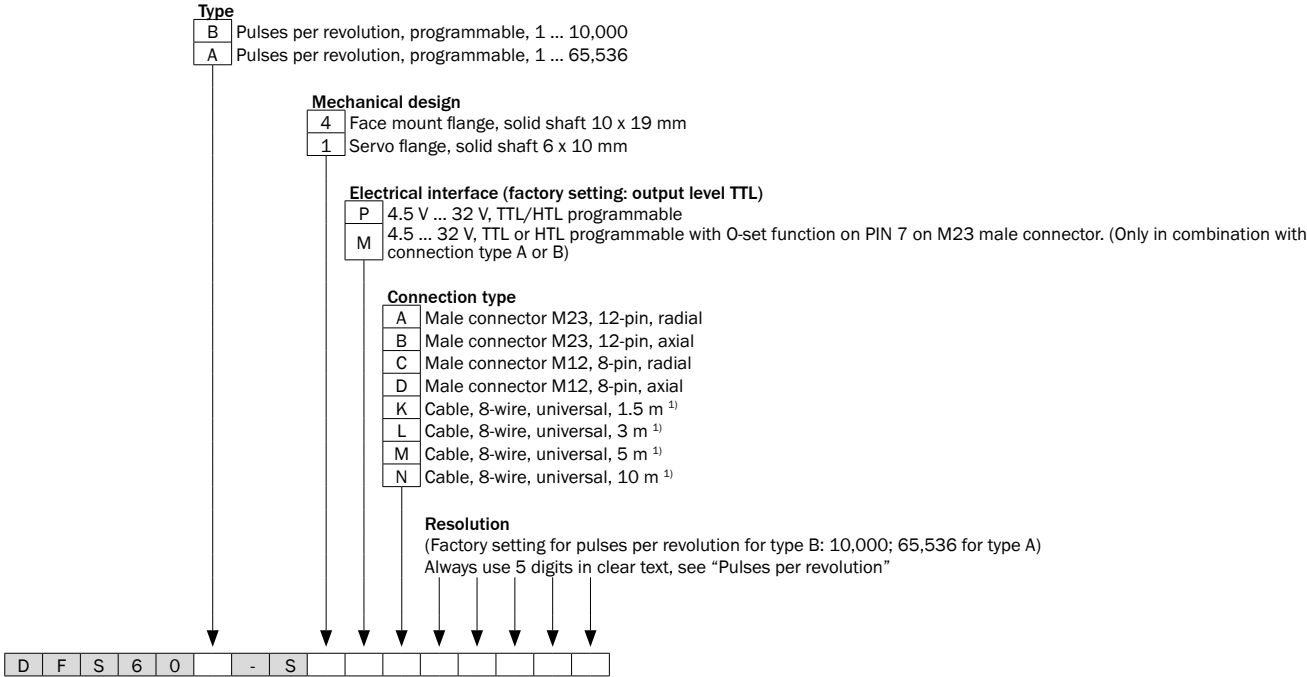 Type
B Pulses per revolution, programmable, 1 ... 10,000
A Pulses per revolution, programmable, 1 ... 65,536
Mechanical design
4 Face mount flange, solid shaft 10 x 19 mm
1 Servo flange, solid shaft 6 x 10 mm
Electrical interface (factory setting: output level TTL)
P 4.5 V ... 32 V, TTL/HTL programmable
M 4.5 ... 32 V, TTL or HTL programmable with 0-set function on PIN 7 on M23 male connector. (Only in combination with
connection type A or B)
Connection type
A Male connector M23, 12-pin, radial
B Male connector M23, 12-pin, axial
C Male connector M12, 8-pin, radial
D Male connector M12, 8-pin, axial
K Cable, 8-wire, universal, 1.5 m 1)
L Cable, 8-wire, universal, 3 m 1)
M Cable, 8-wire, universal, 5 m 1)
N Cable, 8-wire, universal, 10 m 1)
Resolution
(Factory setting for pulses per revolution for type B: 10,000; 65,536 for type A)
Always use 5 digits in clear text, see “Pulses per revolution”
D F S 6 0 - S